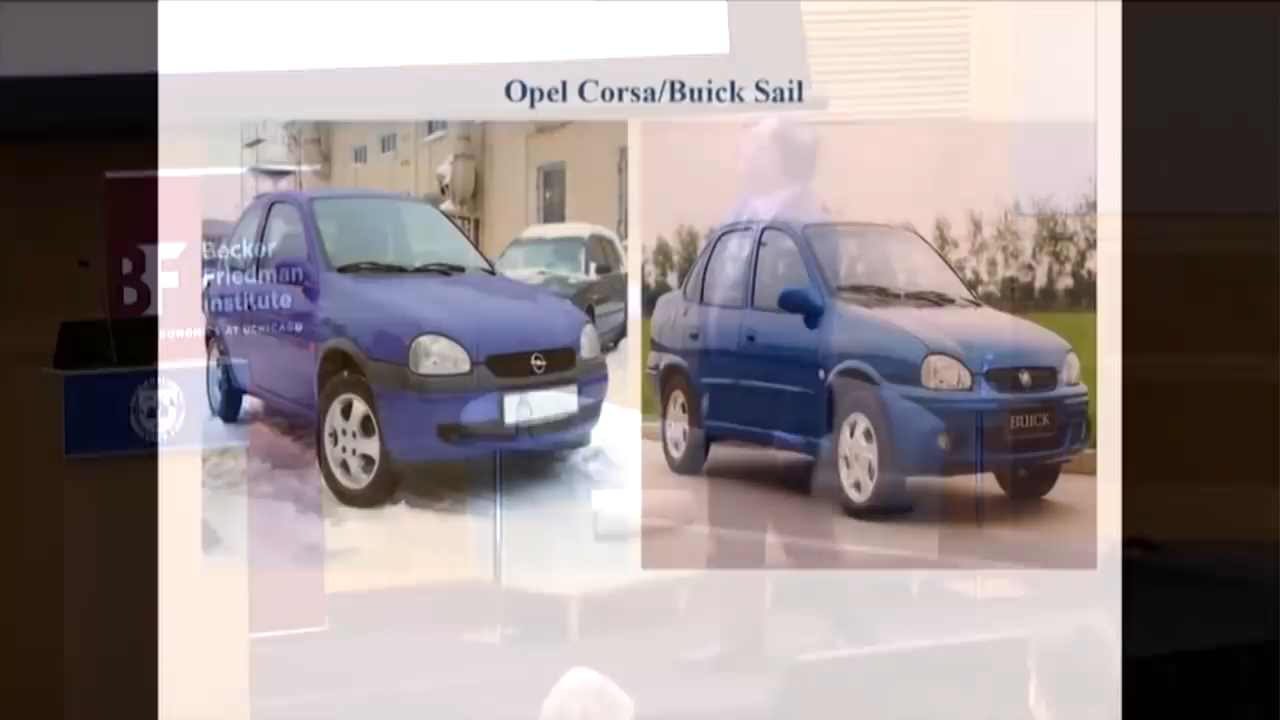 Opel Corsa/Buick Sail
BF
Becker
Friedman
Institute
AT UCHICAGO
BUICK